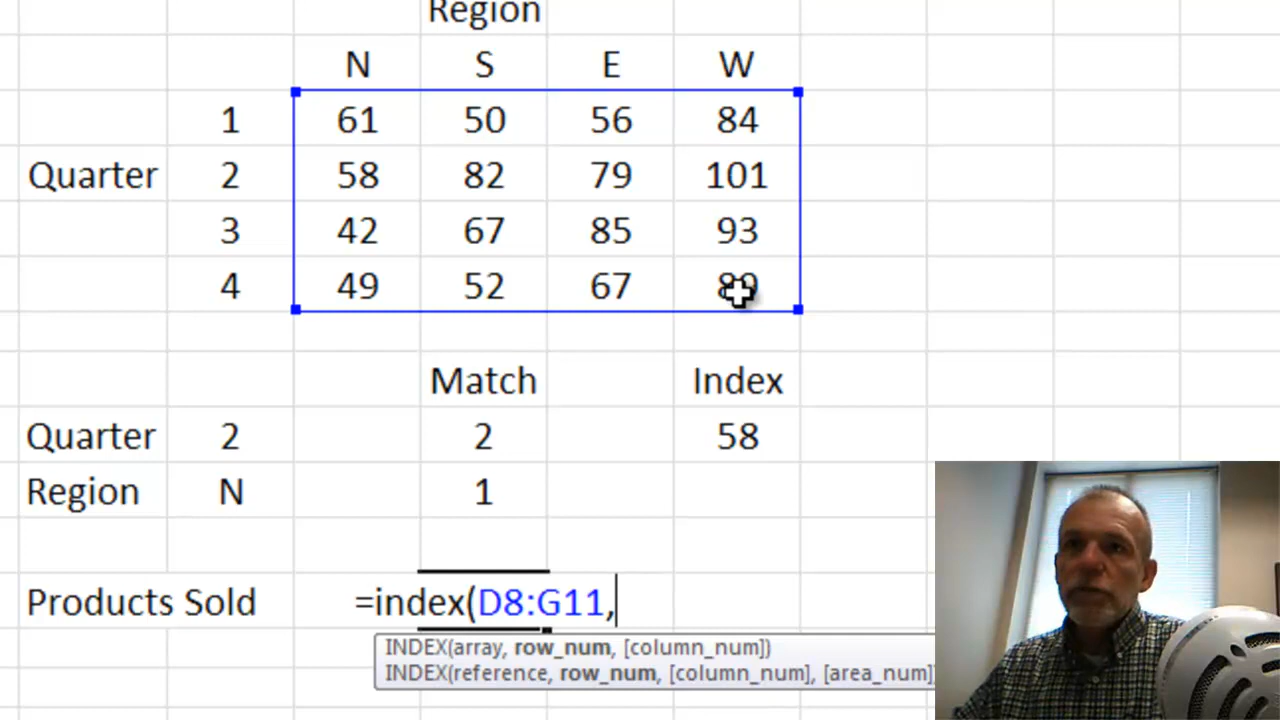 Region
N S E W
1 61 50 56 84
Quarter 2 58 82 79 101
3 42 67 85 93
4 49 52 67
Match Index
Quarter 2 2 58
Region N 1
Products Sold =index(D8:G11,
INDEX(array, row_num, [column_num])
INDEX(reference, row_num, [column_num], [area_num])